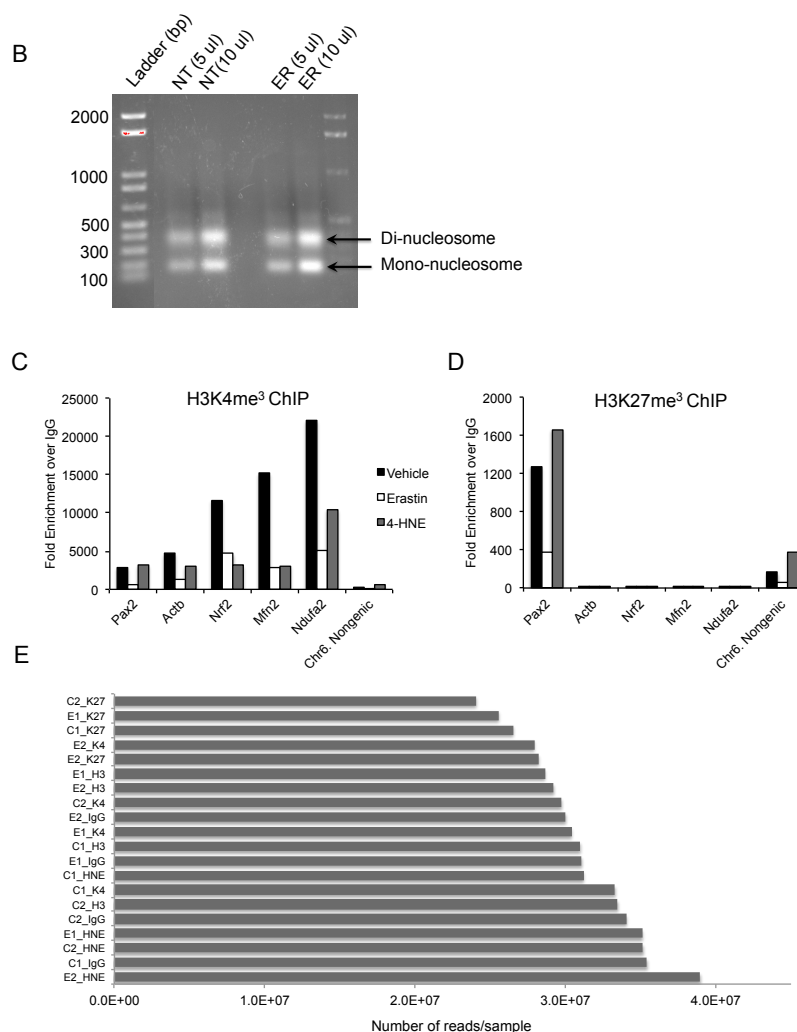 B
Ladder (bp)
NT (5 ul)
NT(10 ul)
ER (5 ul)
ER (10 ul)
2000
1000
500
300
100
Di-nucleosome
Mono-nucleosome
C
H3K4me³ ChIP
Fold Enrichment over IgG
25000
20000
15000
10000
5000
0
Vehicle
Erastin
4-HNE
Pax2
Actb
Nrf2
Mfn2
Ndufa2
Chr6. Nongenic
D
H3K27me³ ChIP
Fold Enrichment over IgG
2000
1600
1200
800
400
0
Pax2
Actb
Nrf2
Mfn2
Ndufa2
Chr6. Nongenic
E
C2_K27
E1_K27
C1_K27
E2_K4
E2_K27
E1_H3
E2_H3
C2_K4
E2_IgG
E1_K4
C1_H3
E1_IgG
C1_HNE
C1_K4
C2_H3
C2_IgG
E1_HNE
C2_HNE
C1_IgG
E2_HNE
0.0E+00
1.0E+07
2.0E+07
3.0E+07
4.0E+07
Number of reads/sample